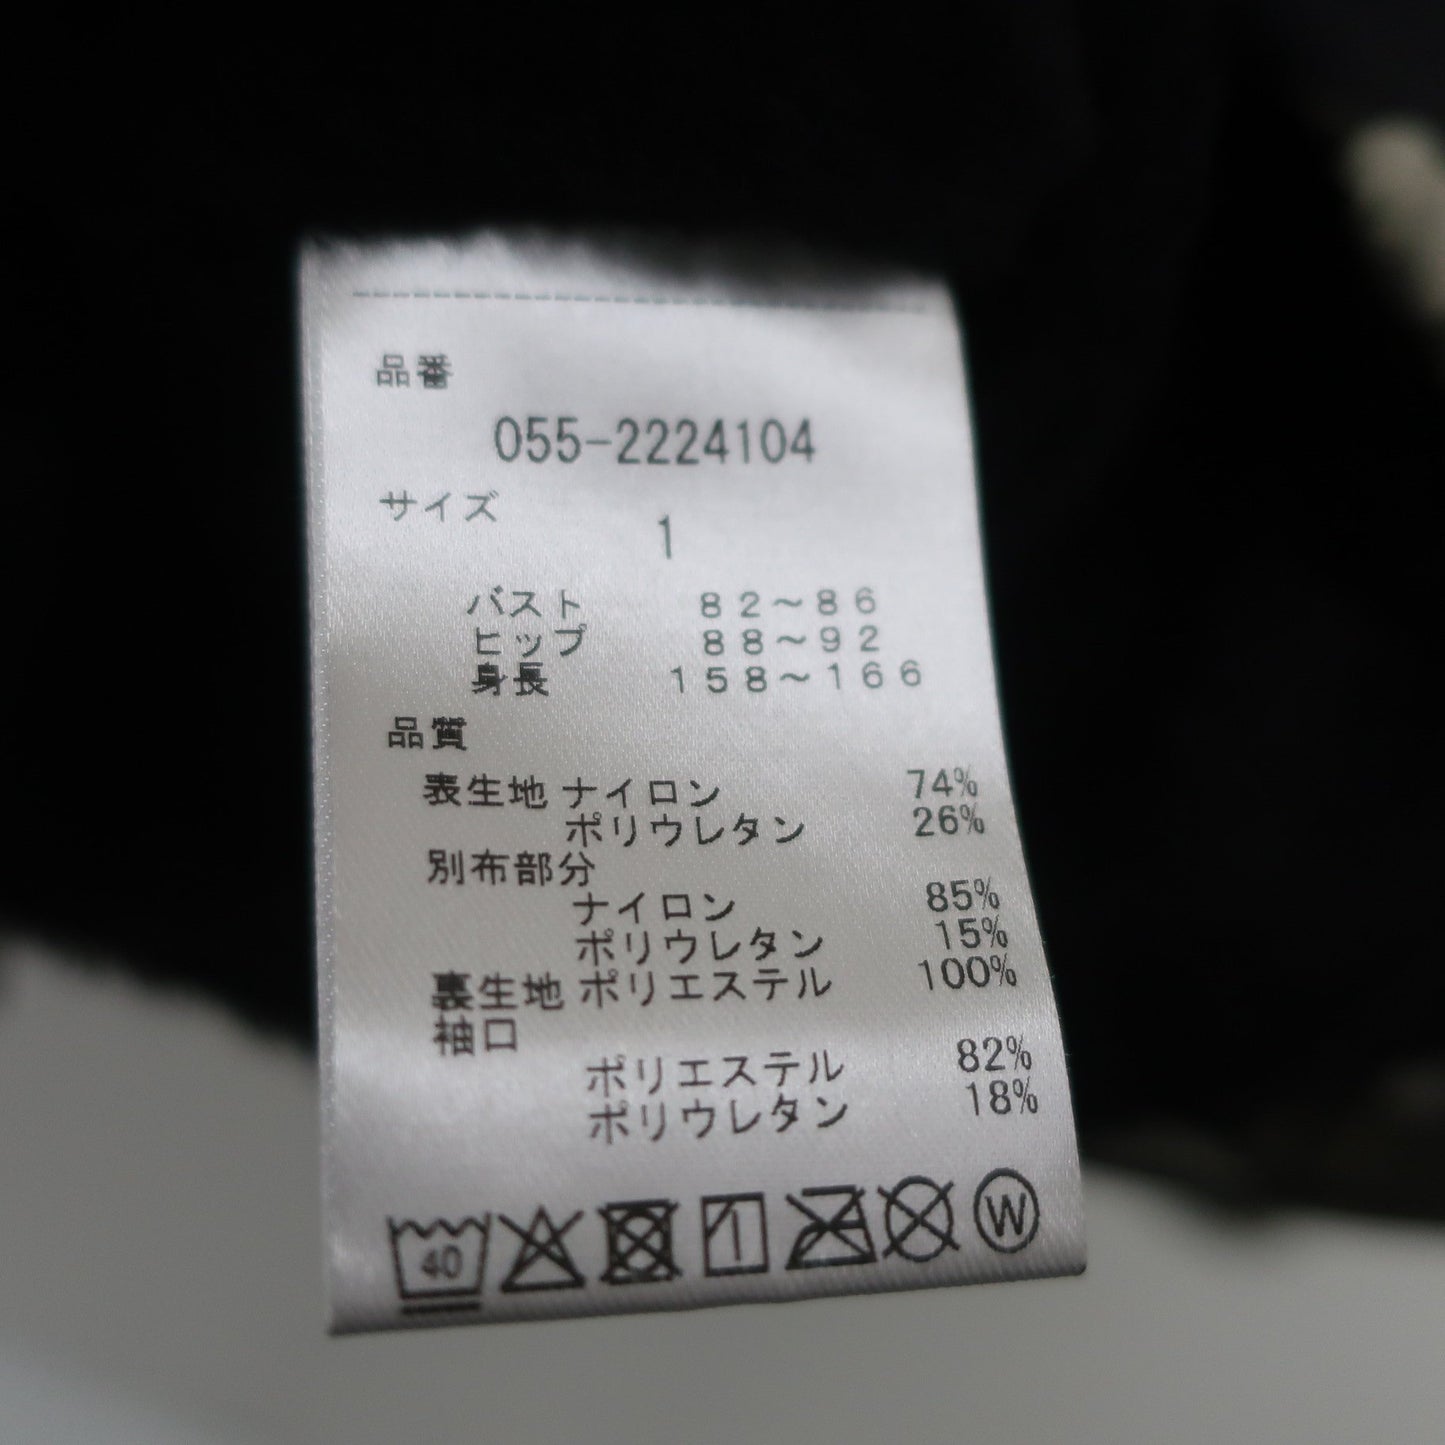 品番
055-2224104
サイズ
1
バスト 82~86
ヒップ 88~92
身長 158~166
品質
表生地 ナイロン 74%
ポリウレタン 26%
別布部分
ナイロン 85%
ポリウレタン 15%
裏生地 ポリエステル 100%
袖口
ポリエステル 82%
ポリウレタン 18%
40 W